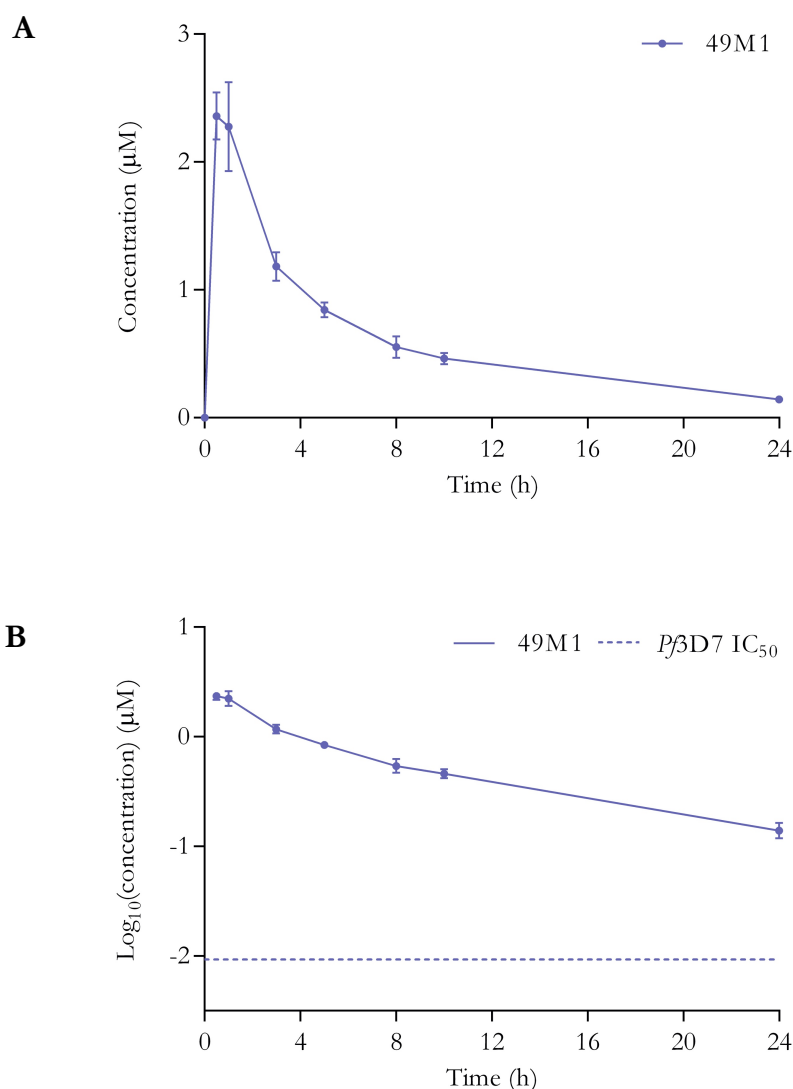 A
49M1
3
2
1
0
Concentration (µM)
0 4 8 12 16 20 24
Time (h)
B
49M1 Pf3D7 IC50
1
0
-1
-2
Log10(concentration) (µM)
0 4 8 12 16 20 24
Time (h)